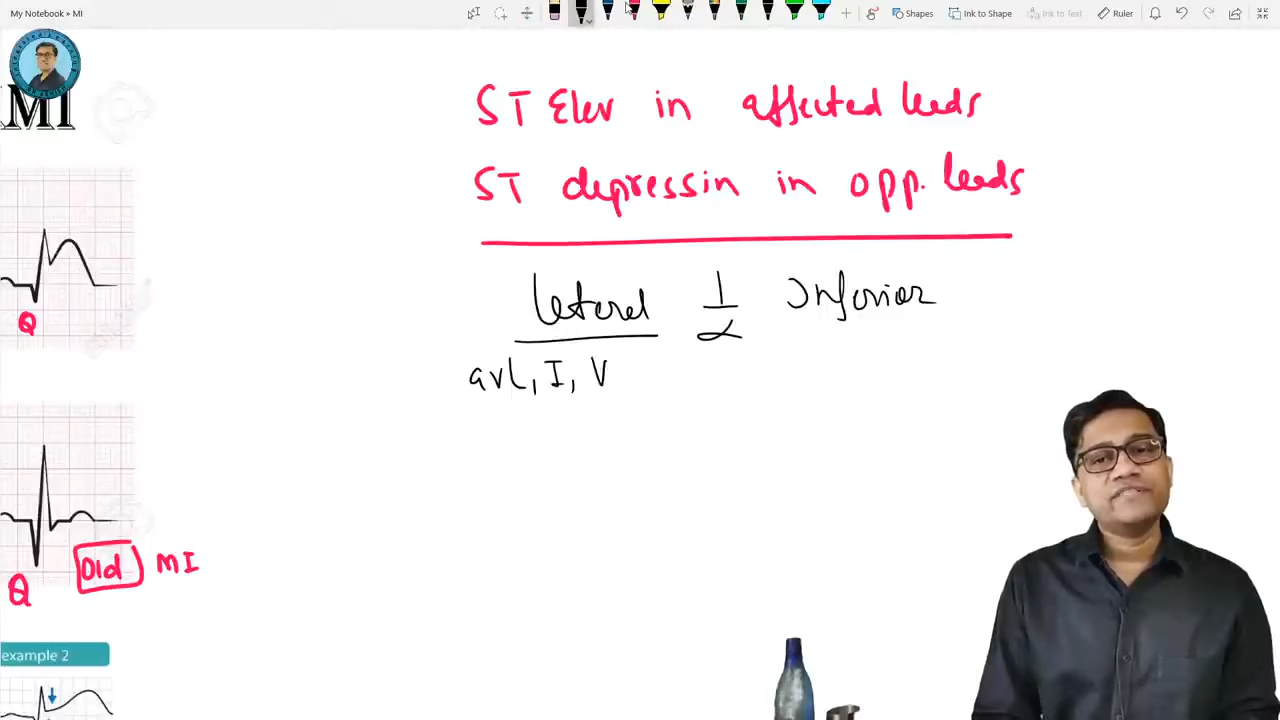 My Notebook > MI
Shapes
Ink to Shape
Ink to Text
Ruler
MI
ST Elev in affected leads
ST depressin in opp. leads
lateral 1/α Inferior
avL, I, V
Q
Q
Old MI
example 2